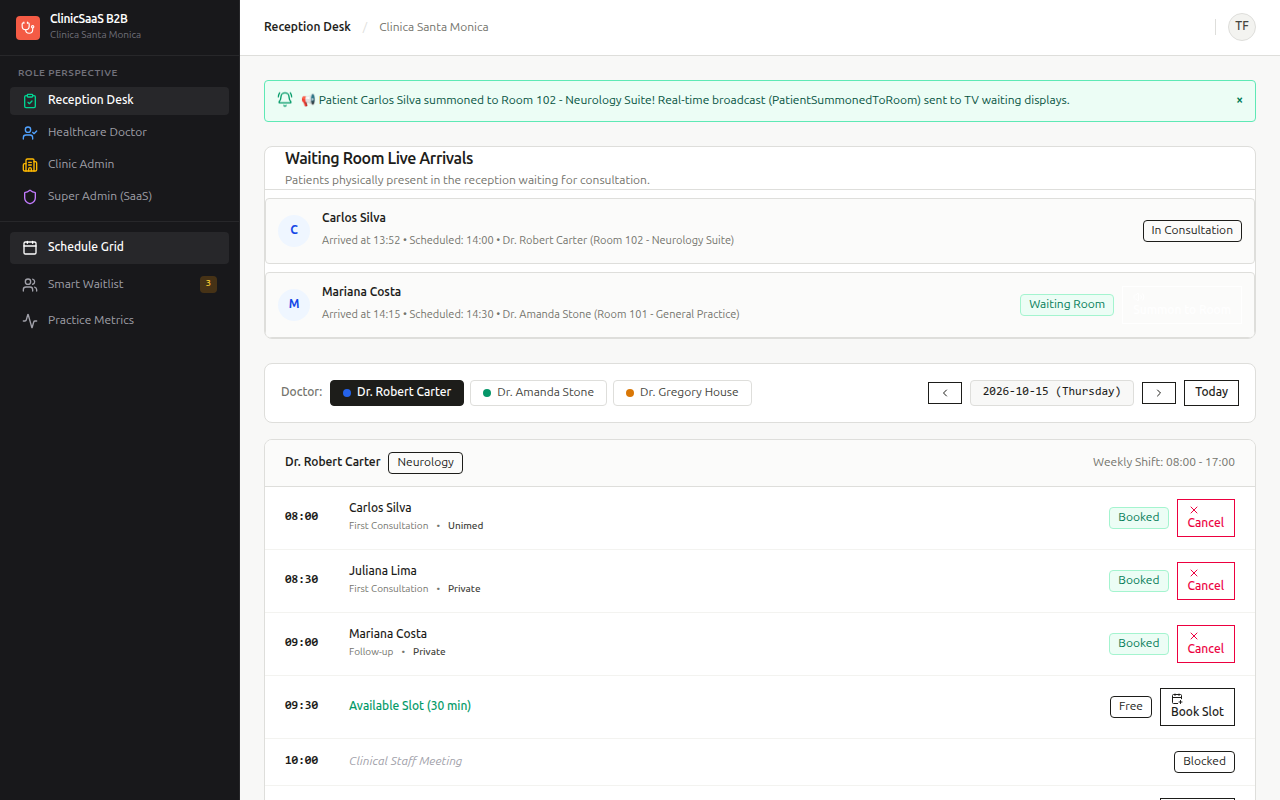 ClinicSaaS B2B
Clinica Santa Monica
ROLE PERSPECTIVE
Reception Desk
Healthcare Doctor
Clinic Admin
Super Admin (SaaS)
Schedule Grid
Smart Waitlist 3
Practice Metrics
Reception Desk / Clinica Santa Monica
TF
📢 Patient Carlos Silva summoned to Room 102 - Neurology Suite! Real-time broadcast (PatientSummonedToRoom) sent to TV waiting displays. ×
Waiting Room Live Arrivals
Patients physically present in the reception waiting for consultation.
C
Carlos Silva
Arrived at 13:52 • Scheduled: 14:00 • Dr. Robert Carter (Room 102 - Neurology Suite)
In Consultation
M
Mariana Costa
Arrived at 14:15 • Scheduled: 14:30 • Dr. Amanda Stone (Room 101 - General Practice)
Waiting Room
Doctor: Dr. Robert Carter Dr. Amanda Stone Dr. Gregory House 2026-10-15 (Thursday) Today
Dr. Robert Carter Neurology Weekly Shift: 08:00 - 17:00
08:00
Carlos Silva
First Consultation • Unimed
Booked
Cancel
08:30
Juliana Lima
First Consultation • Private
Booked
Cancel
09:00
Mariana Costa
Follow-up • Private
Booked
Cancel
09:30
Available Slot (30 min)
Free
Book Slot
10:00
Clinical Staff Meeting
Blocked